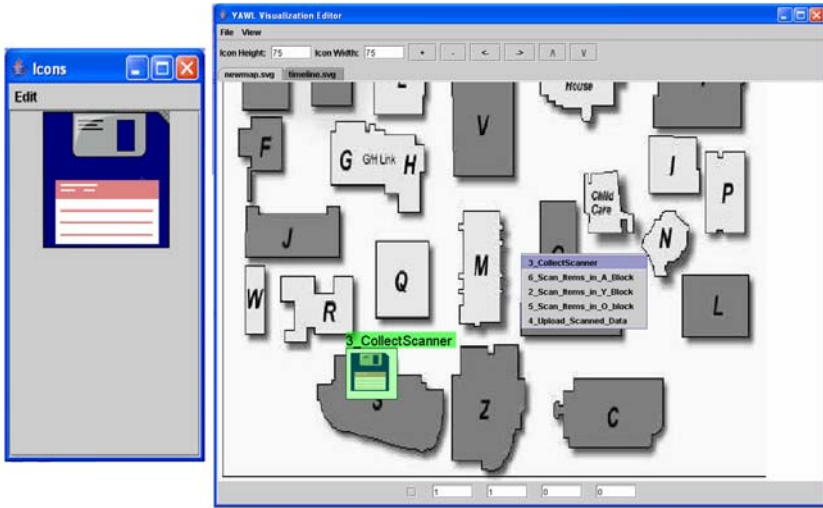 Icons
Edit
YAWL Visualization Editor
File View
Icon Height: 75 Icon Width: 75 + - <- -> Λ V
newmap.svg timeline.svg
House
V
F
G G/H Link H
I
P
Child
Care
J
N
M
Q
W
R
L
3_CollectScanner
6_Scan_Items_in_A_Block
2_Scan_Items_in_Y_Block
5_Scan_Items_in_O_block
4_Upload_Scanned_Data
3_CollectScanner
S
Z
C
1 1 0 0